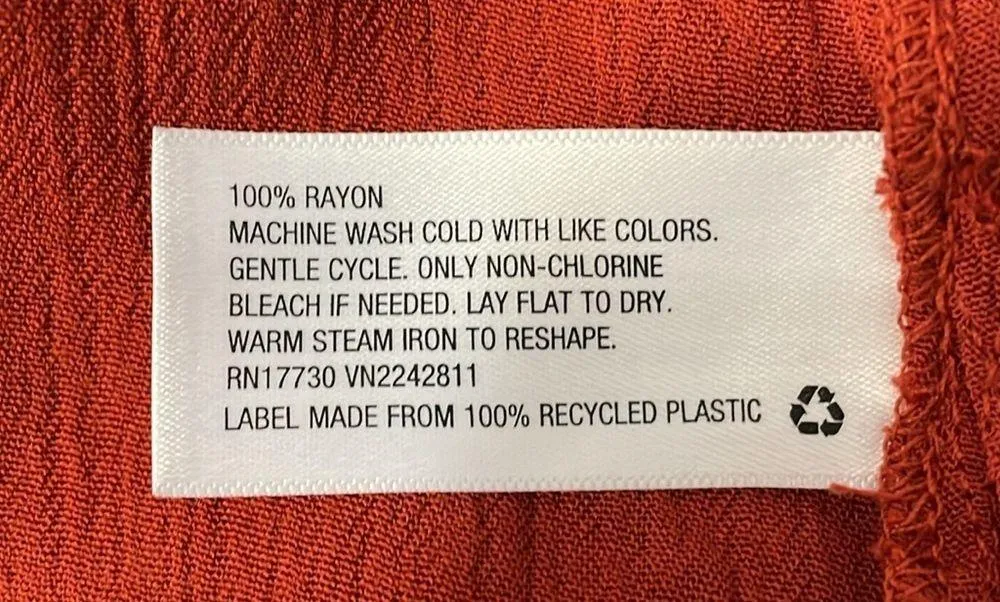 100% RAYON
MACHINE WASH COLD WITH LIKE COLORS.
GENTLE CYCLE. ONLY NON-CHLORINE
BLEACH IF NEEDED. LAY FLAT TO DRY.
WARM STEAM IRON TO RESHAPE.
RN17730 VN2242811
LABEL MADE FROM 100% RECYCLED PLASTIC